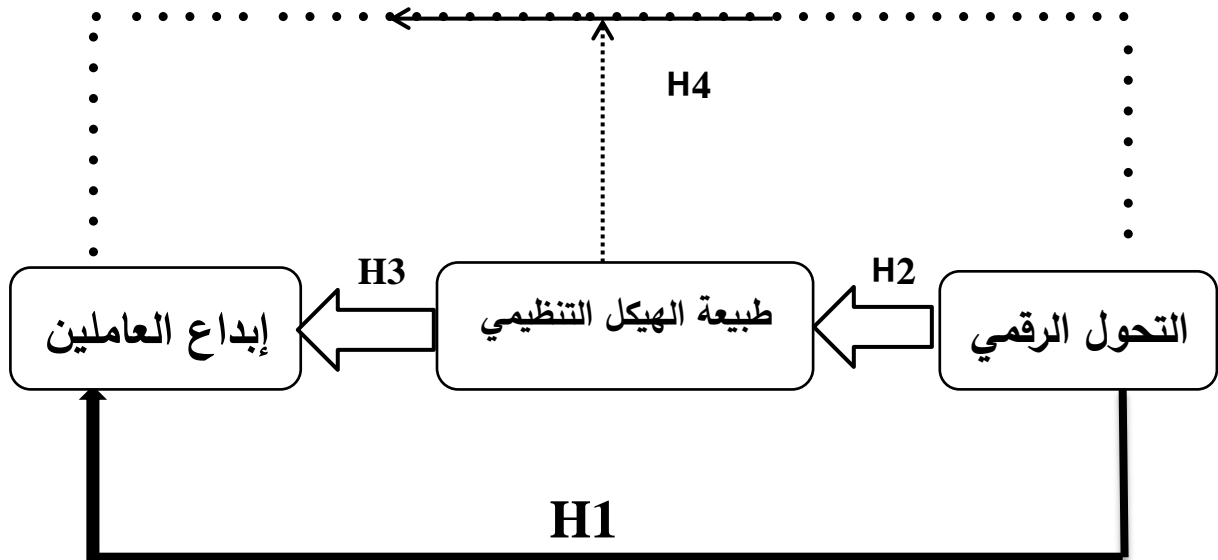 H4
H2
H3
التحول الرقمي
طبيعة الهيكل التنظيمي
إبداع العاملين
H1